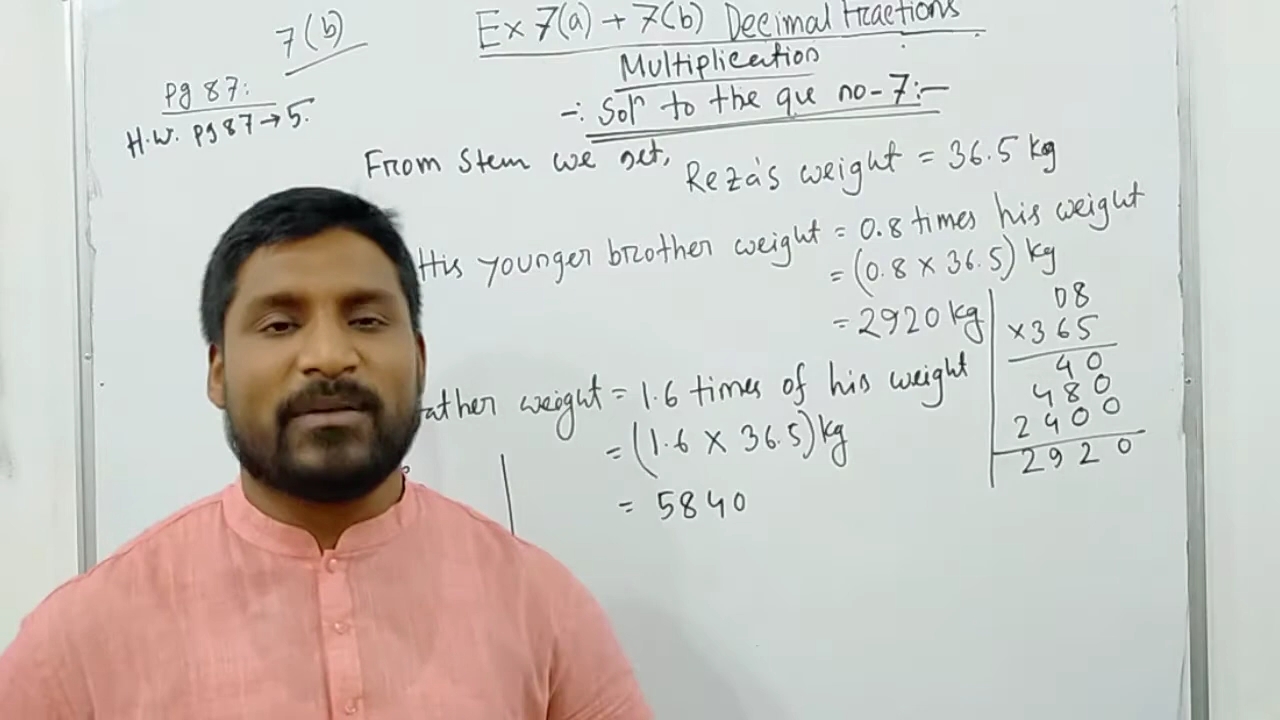 7(b)
Ex 7(a) + 7(b) Decimal Fractions
Multiplication
Pg 87:
H.W. Pg 87 → 5.
-: Solⁿ to the que no-7:-
From Stem we get,
Reza's weight = 36.5 kg
His younger brother weight = 0.8 times his weight
= (0.8 × 36.5) kg
= 2920 kg
08
×365
40
480
2400
2920
ather weight = 1.6 times of his weight
= (1.6 × 36.5) kg
= 5840